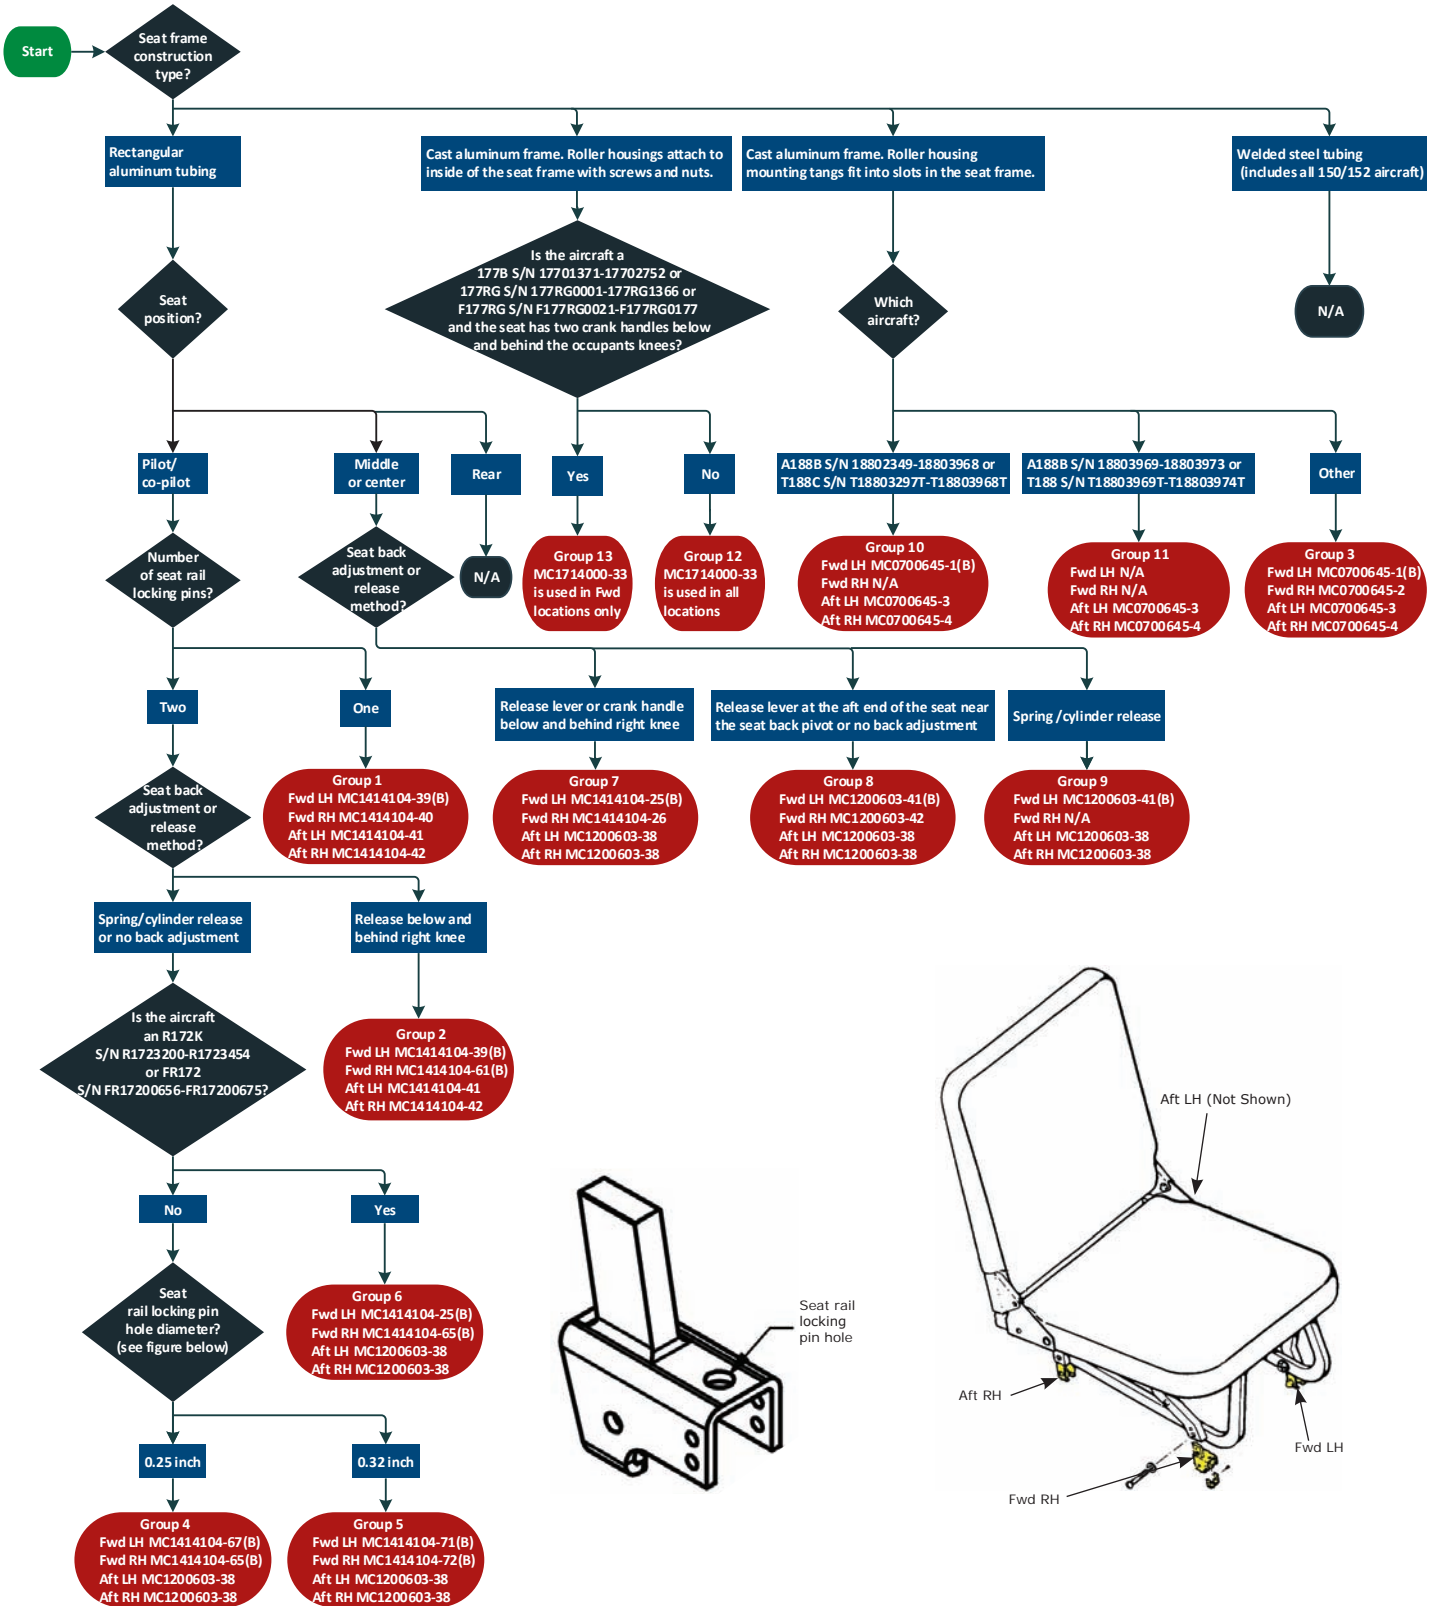 Start
Seat frame
construction
type?
Rectangular
aluminum tubing
Cast aluminum frame. Roller housings attach to
inside of the seat frame with screws and nuts.
Cast aluminum frame. Roller housing
mounting tangs fit into slots in the seat frame.
Welded steel tubing
(includes all 150/152 aircraft)
Seat
position?
Is the aircraft a
177B S/N 17701371-17702752 or
177RG S/N 177RG0001-177RG1366 or
F177RG S/N F177RG0021-F177RG0177
and the seat has two crank handles below
and behind the occupants knees?
Which
aircraft?
N/A
Pilot/
co-pilot
Middle
or center
Rear
Yes
No
A188B S/N 18802349-18803968 or
T188C S/N T18803297T-T18803968T
A188B S/N 18803969-18803973 or
T188 S/N T18803969T-T18803974T
Other
Number
of seat rail
locking pins?
Seat back
adjustment or
release
method?
N/A
Group 13
MC1714000-33
is used in Fwd
locations only
Group 12
MC1714000-33
is used in all
locations
Group 10
Fwd LH MC0700645-1(B)
Fwd RH N/A
Aft LH MC0700645-3
Aft RH MC0700645-4
Group 11
Fwd LH N/A
Fwd RH N/A
Aft LH MC0700645-3
Aft RH MC0700645-4
Group 3
Fwd LH MC0700645-1(B)
Fwd RH MC0700645-2
Aft LH MC0700645-3
Aft RH MC0700645-4
Two
One
Release lever or crank handle
below and behind right knee
Release lever at the aft end of the seat near
the seat back pivot or no back adjustment
Spring /cylinder release
Seat back
adjustment or
release
method?
Group 1
Fwd LH MC1414104-39(B)
Fwd RH MC1414104-40
Aft LH MC1414104-41
Aft RH MC1414104-42
Group 7
Fwd LH MC1414104-25(B)
Fwd RH MC1414104-26
Aft LH MC1200603-38
Aft RH MC1200603-38
Group 8
Fwd LH MC1200603-41(B)
Fwd RH MC1200603-42
Aft LH MC1200603-38
Aft RH MC1200603-38
Group 9
Fwd LH MC1200603-41(B)
Fwd RH N/A
Aft LH MC1200603-38
Aft RH MC1200603-38
Spring/cylinder release
or no back adjustment
Release below and
behind right knee
Is the aircraft
an R172K
S/N R1723200-R1723454
or FR172
S/N FR17200656-FR17200675?
Group 2
Fwd LH MC1414104-39(B)
Fwd RH MC1414104-61(B)
Aft LH MC1414104-41
Aft RH MC1414104-42
No
Yes
Seat
rail locking pin
hole diameter?
(see figure below)
Group 6
Fwd LH MC1414104-25(B)
Fwd RH MC1414104-65(B)
Aft LH MC1200603-38
Aft RH MC1200603-38
0.25 inch
0.32 inch
Group 4
Fwd LH MC1414104-67(B)
Fwd RH MC1414104-65(B)
Aft LH MC1200603-38
Aft RH MC1200603-38
Group 5
Fwd LH MC1414104-71(B)
Fwd RH MC1414104-72(B)
Aft LH MC1200603-38
Aft RH MC1200603-38
Seat rail
locking
pin hole
Aft LH (Not Shown)
Aft RH
Fwd LH
Fwd RH